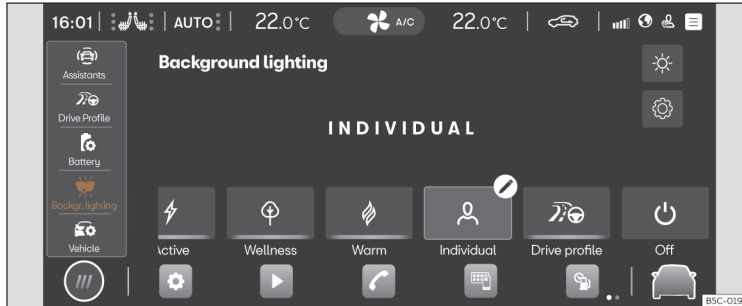 16:01 AUTO 22.0°C A/C 22.0°C
Assistants
Drive Profile
Battery
Backgr. lighting
Vehicle
Background lighting
INDIVIDUAL
Active Wellness Warm Individual Drive profile Off
B5C-019